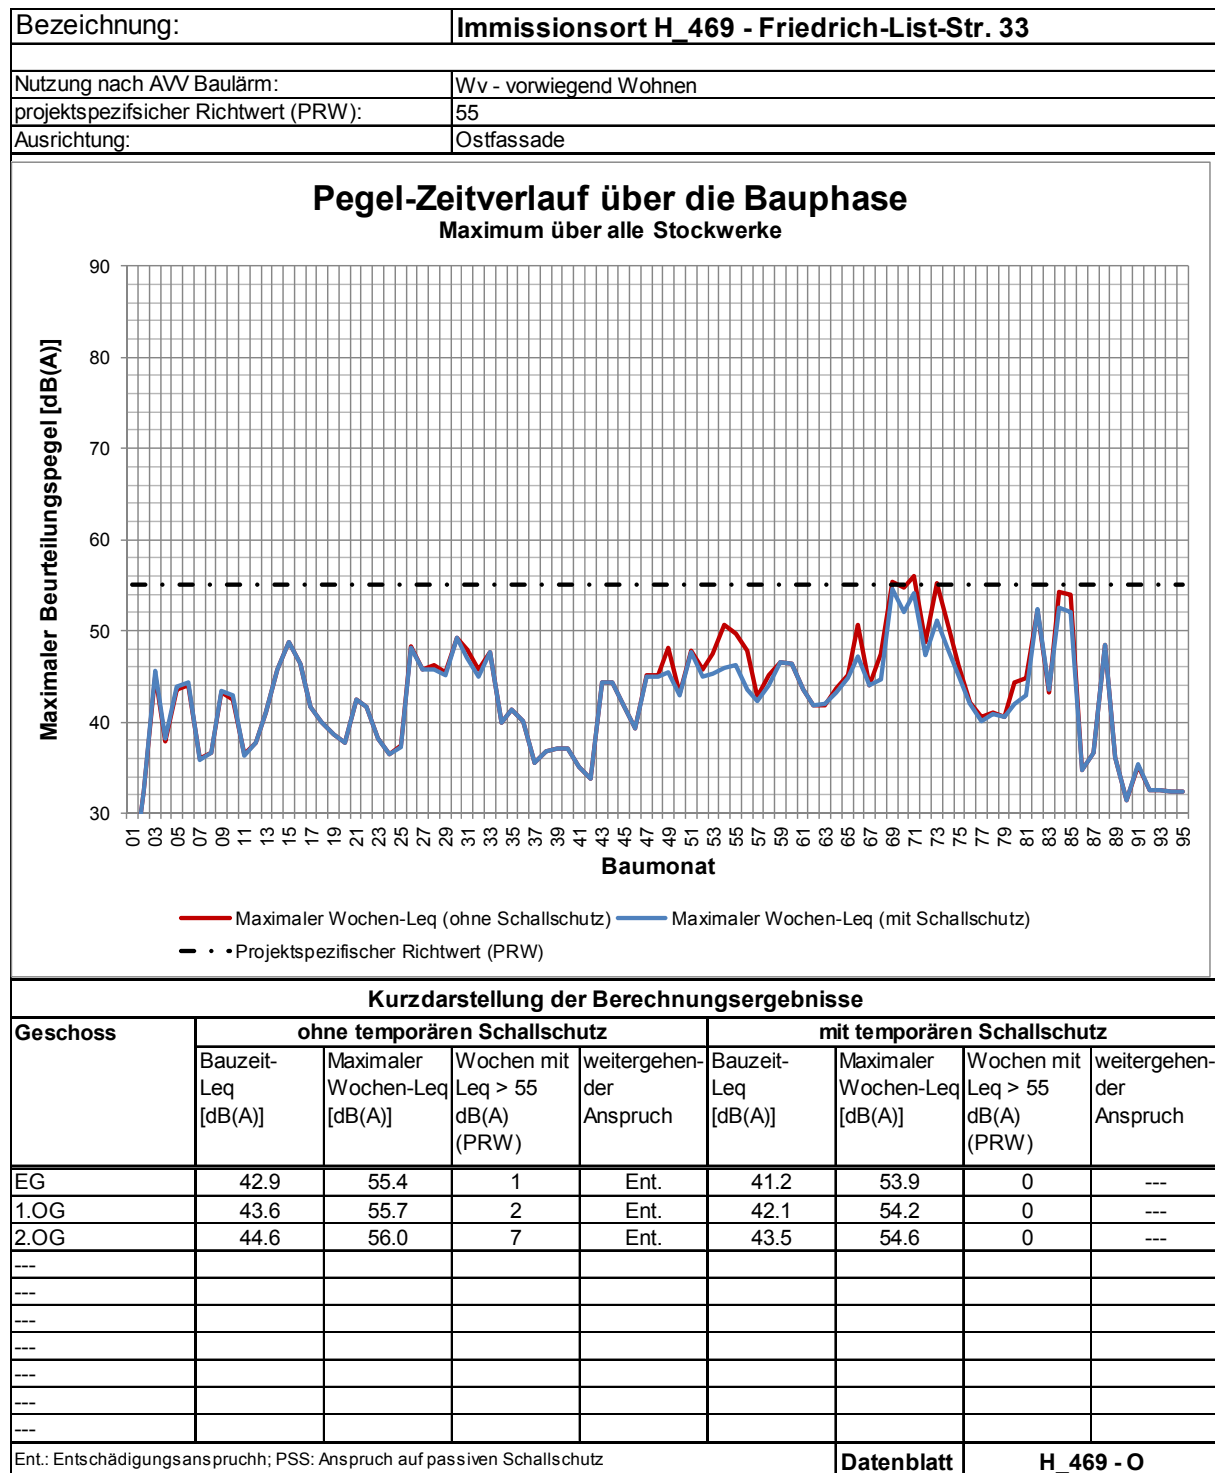 Bezeichnung: Immissionsort H_469 - Friedrich-List-Str. 33
Nutzung nach AVV Baulärm: Wv - vorwiegend Wohnen
projektspezifsicher Richtwert (PRW): 55
Ausrichtung: Ostfassade
Pegel-Zeitverlauf über die Bauphase
Maximum über alle Stockwerke
Maximaler Beurteilungspegel [dB(A)]
90
80
70
60
50
40
30
01 03 05 07 09 11 13 15 17 19 21 23 25 27 29 31 33 35 37 39 41 43 45 47 49 51 53 55 57 59 61 63 65 67 69 71 73 75 77 79 81 83 85 87 89 91 93 95
Baumonat
Maximaler Wochen-Leq (ohne Schallschutz) Maximaler Wochen-Leq (mit Schallschutz)
Projektspezifischer Richtwert (PRW)
Kurzdarstellung der Berechnungsergebnisse
Geschoss ohne temporären Schallschutz mit temporären Schallschutz
Bauzeit- Maximaler Wochen mit weitergehen- Bauzeit- Maximaler Wochen mit weitergehen-
Leq Wochen-Leq Leq > 55 der Leq Wochen-Leq Leq > 55 der
[dB(A)] [dB(A)] dB(A) Anspruch [dB(A)] [dB(A)] dB(A) Anspruch
(PRW) (PRW)
EG 42.9 55.4 1 Ent. 41.2 53.9 0 ---
1.OG 43.6 55.7 2 Ent. 42.1 54.2 0 ---
2.OG 44.6 56.0 7 Ent. 43.5 54.6 0 ---
---
---
---
---
---
---
---
Ent.: Entschädigungsanspruchh; PSS: Anspruch auf passiven Schallschutz Datenblatt H_469 - O